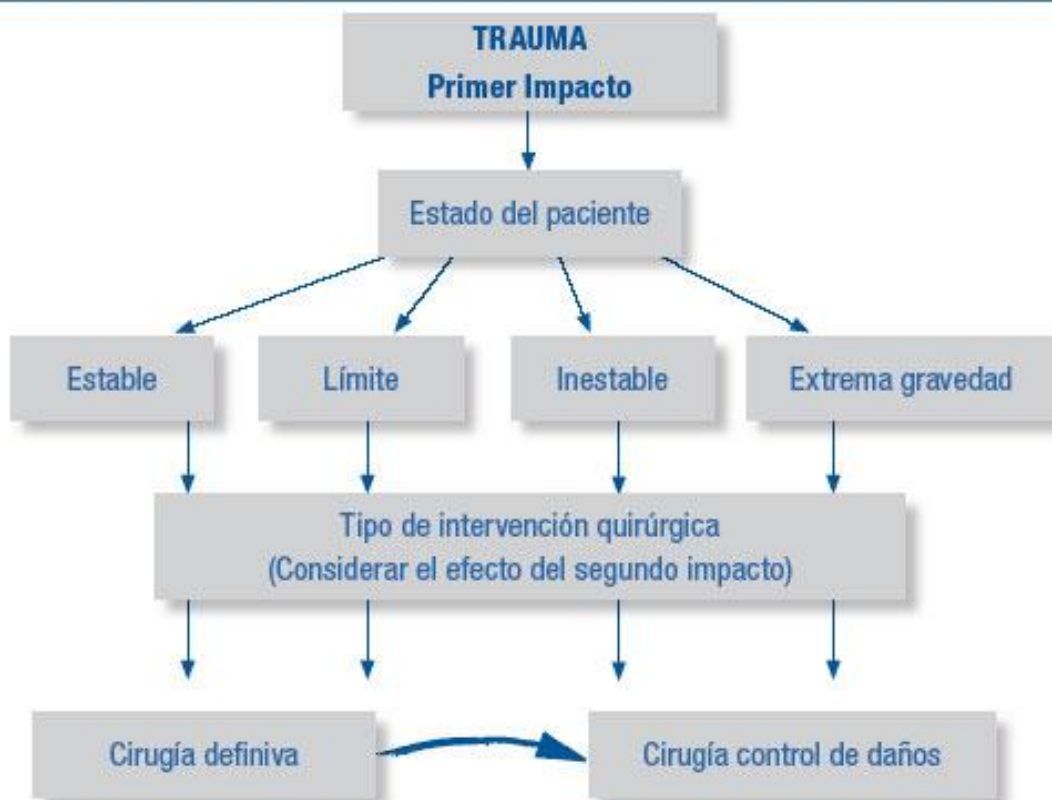 TRAUMA
Primer Impacto
Estado del paciente
Estable
Límite
Inestable
Extrema gravedad
Tipo de intervención quirúrgica
(Considerar el efecto del segundo impacto)
Cirugía definiva
Cirugía control de daños